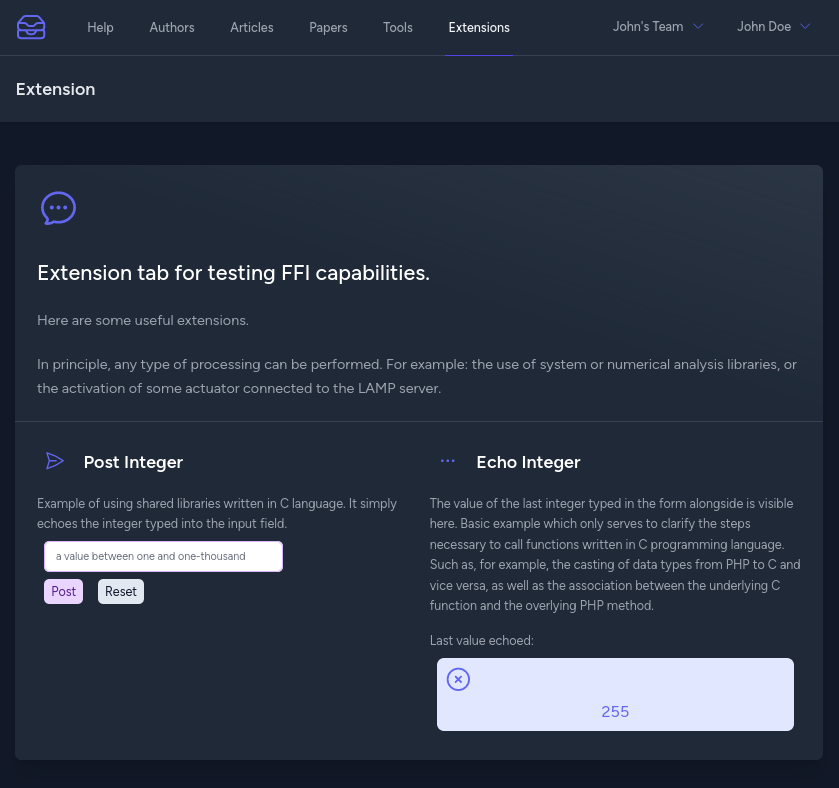 Help Authors Articles Papers Tools Extensions John's Team John Doe
Extension
Extension tab for testing FFI capabilities.
Here are some useful extensions.
In principle, any type of processing can be performed. For example: the use of system or numerical analysis libraries, or
the activation of some actuator connected to the LAMP server.
Post Integer
Example of using shared libraries written in C language. It simply
echoes the integer typed into the input field.
a value between one and one-thousand
Post Reset
Echo Integer
The value of the last integer typed in the form alongside is visible
here. Basic example which only serves to clarify the steps
necessary to call functions written in C programming language.
Such as, for example, the casting of data types from PHP to C and
vice versa, as well as the association between the underlying C
function and the overlying PHP method.
Last value echoed:
255